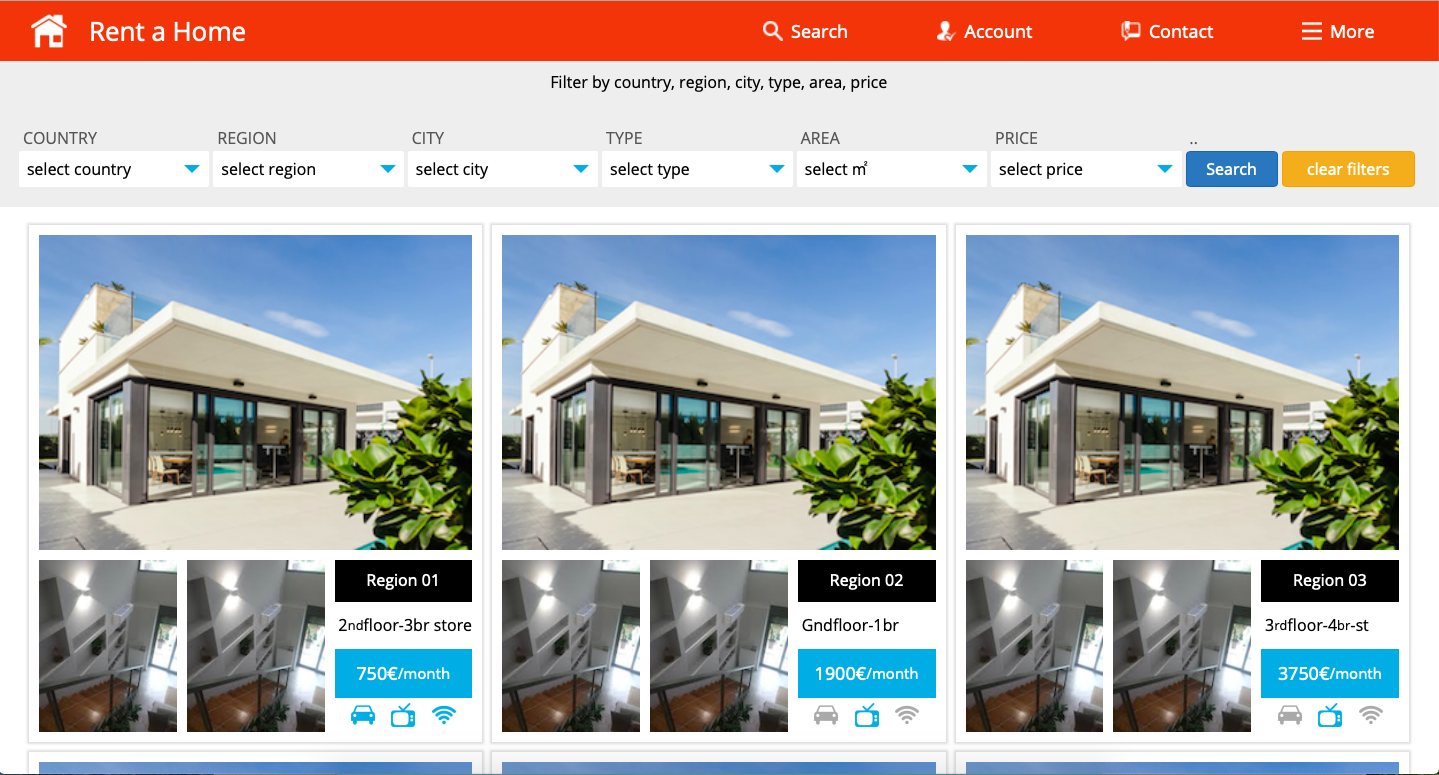 Rent a Home Search Account Contact More
Filter by country, region, city, type, area, price
COUNTRY REGION CITY TYPE AREA PRICE ..
select country select region select city select type select ㎡ select price Search clear filters
Region 01 Region 02 Region 03
2ndfloor-3br store Gndfloor-1br 3rdfloor-4br-st
750€/month 1900€/month 3750€/month